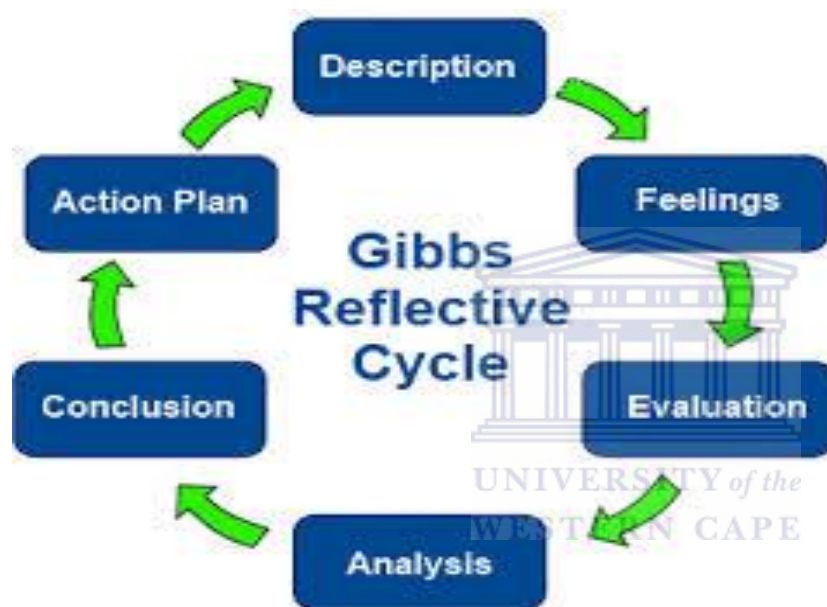 Description
Feelings
Evaluation
Analysis
Conclusion
Action Plan
Gibbs
Reflective
Cycle
UNIVERSITY of the
WESTERN CAPE